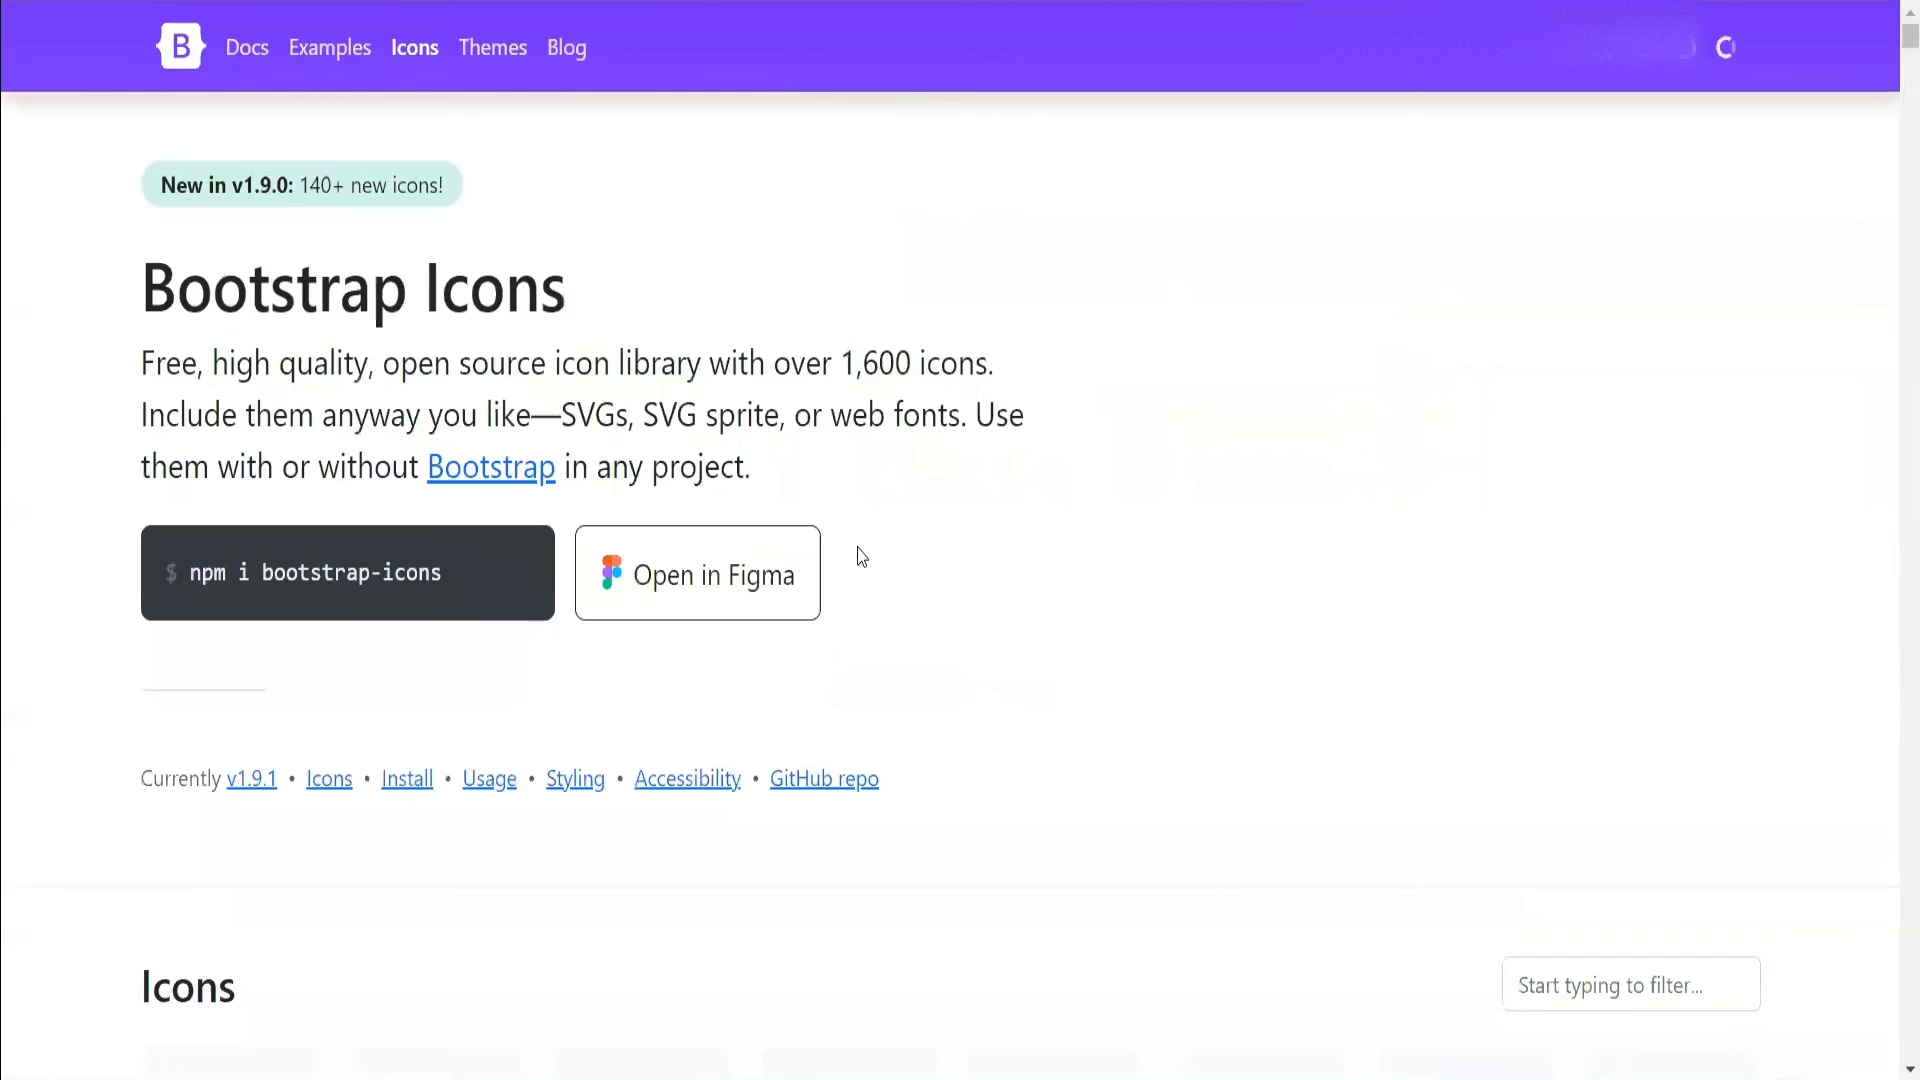 B Docs Examples Icons Themes Blog
New in v1.9.0: 140+ new icons!
Bootstrap Icons
Free, high quality, open source icon library with over 1,600 icons.
Include them anyway you like—SVGs, SVG sprite, or web fonts. Use
them with or without Bootstrap in any project.
$ npm i bootstrap-icons
Open in Figma
Currently v1.9.1 • Icons • Install • Usage • Styling • Accessibility • GitHub repo
Icons
Start typing to filter...